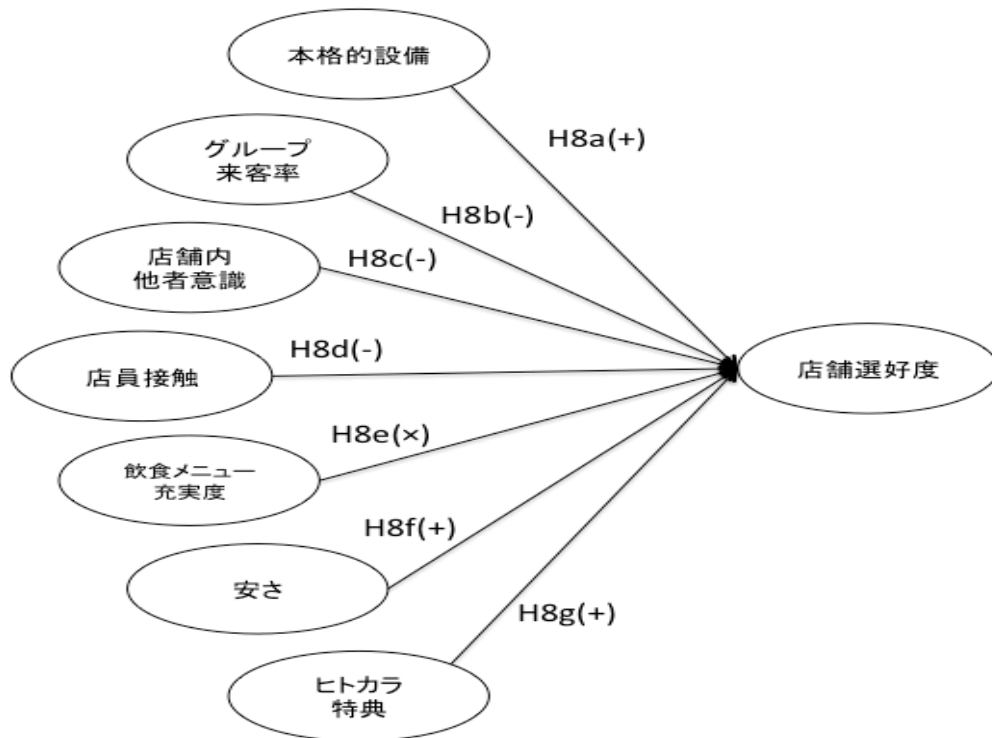 本格的設備
H8a(+)
グループ
来客率
H8b(-)
店舗内
他者意識
H8c(-)
店員接触
H8d(-)
店舗選好度
飲食メニュー
充実度
H8e(×)
安さ
H8f(+)
ヒトカラ
特典
H8g(+)